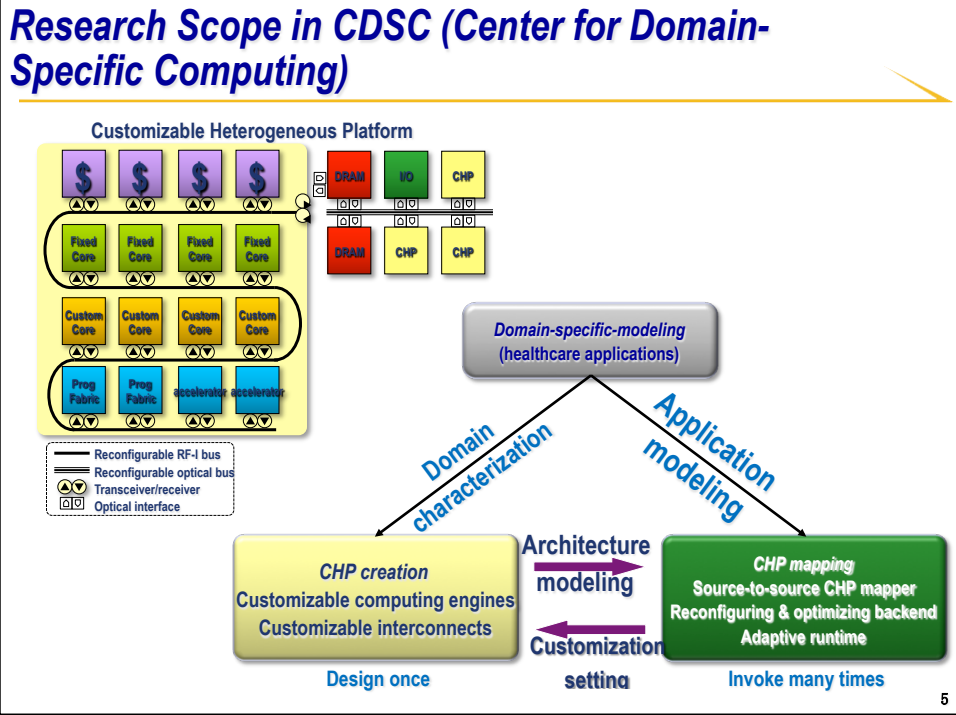 Research Scope in CDSC (Center for Domain-
Specific Computing)
Customizable Heterogeneous Platform
$ $ $ $
DRAM I/O CHP
Fixed Core Fixed Core Fixed Core Fixed Core
DRAM CHP CHP
Custom Core Custom Core Custom Core Custom Core
Prog Fabric Prog Fabric accelerator accelerator
Reconfigurable RF-I bus
Reconfigurable optical bus
Transceiver/receiver
Optical interface
Domain-specific-modeling
(healthcare applications)
Domain
characterization
Application
modeling
CHP creation
Customizable computing engines
Customizable interconnects
Design once
Architecture
modeling
Customization
setting
CHP mapping
Source-to-source CHP mapper
Reconfiguring & optimizing backend
Adaptive runtime
Invoke many times
5